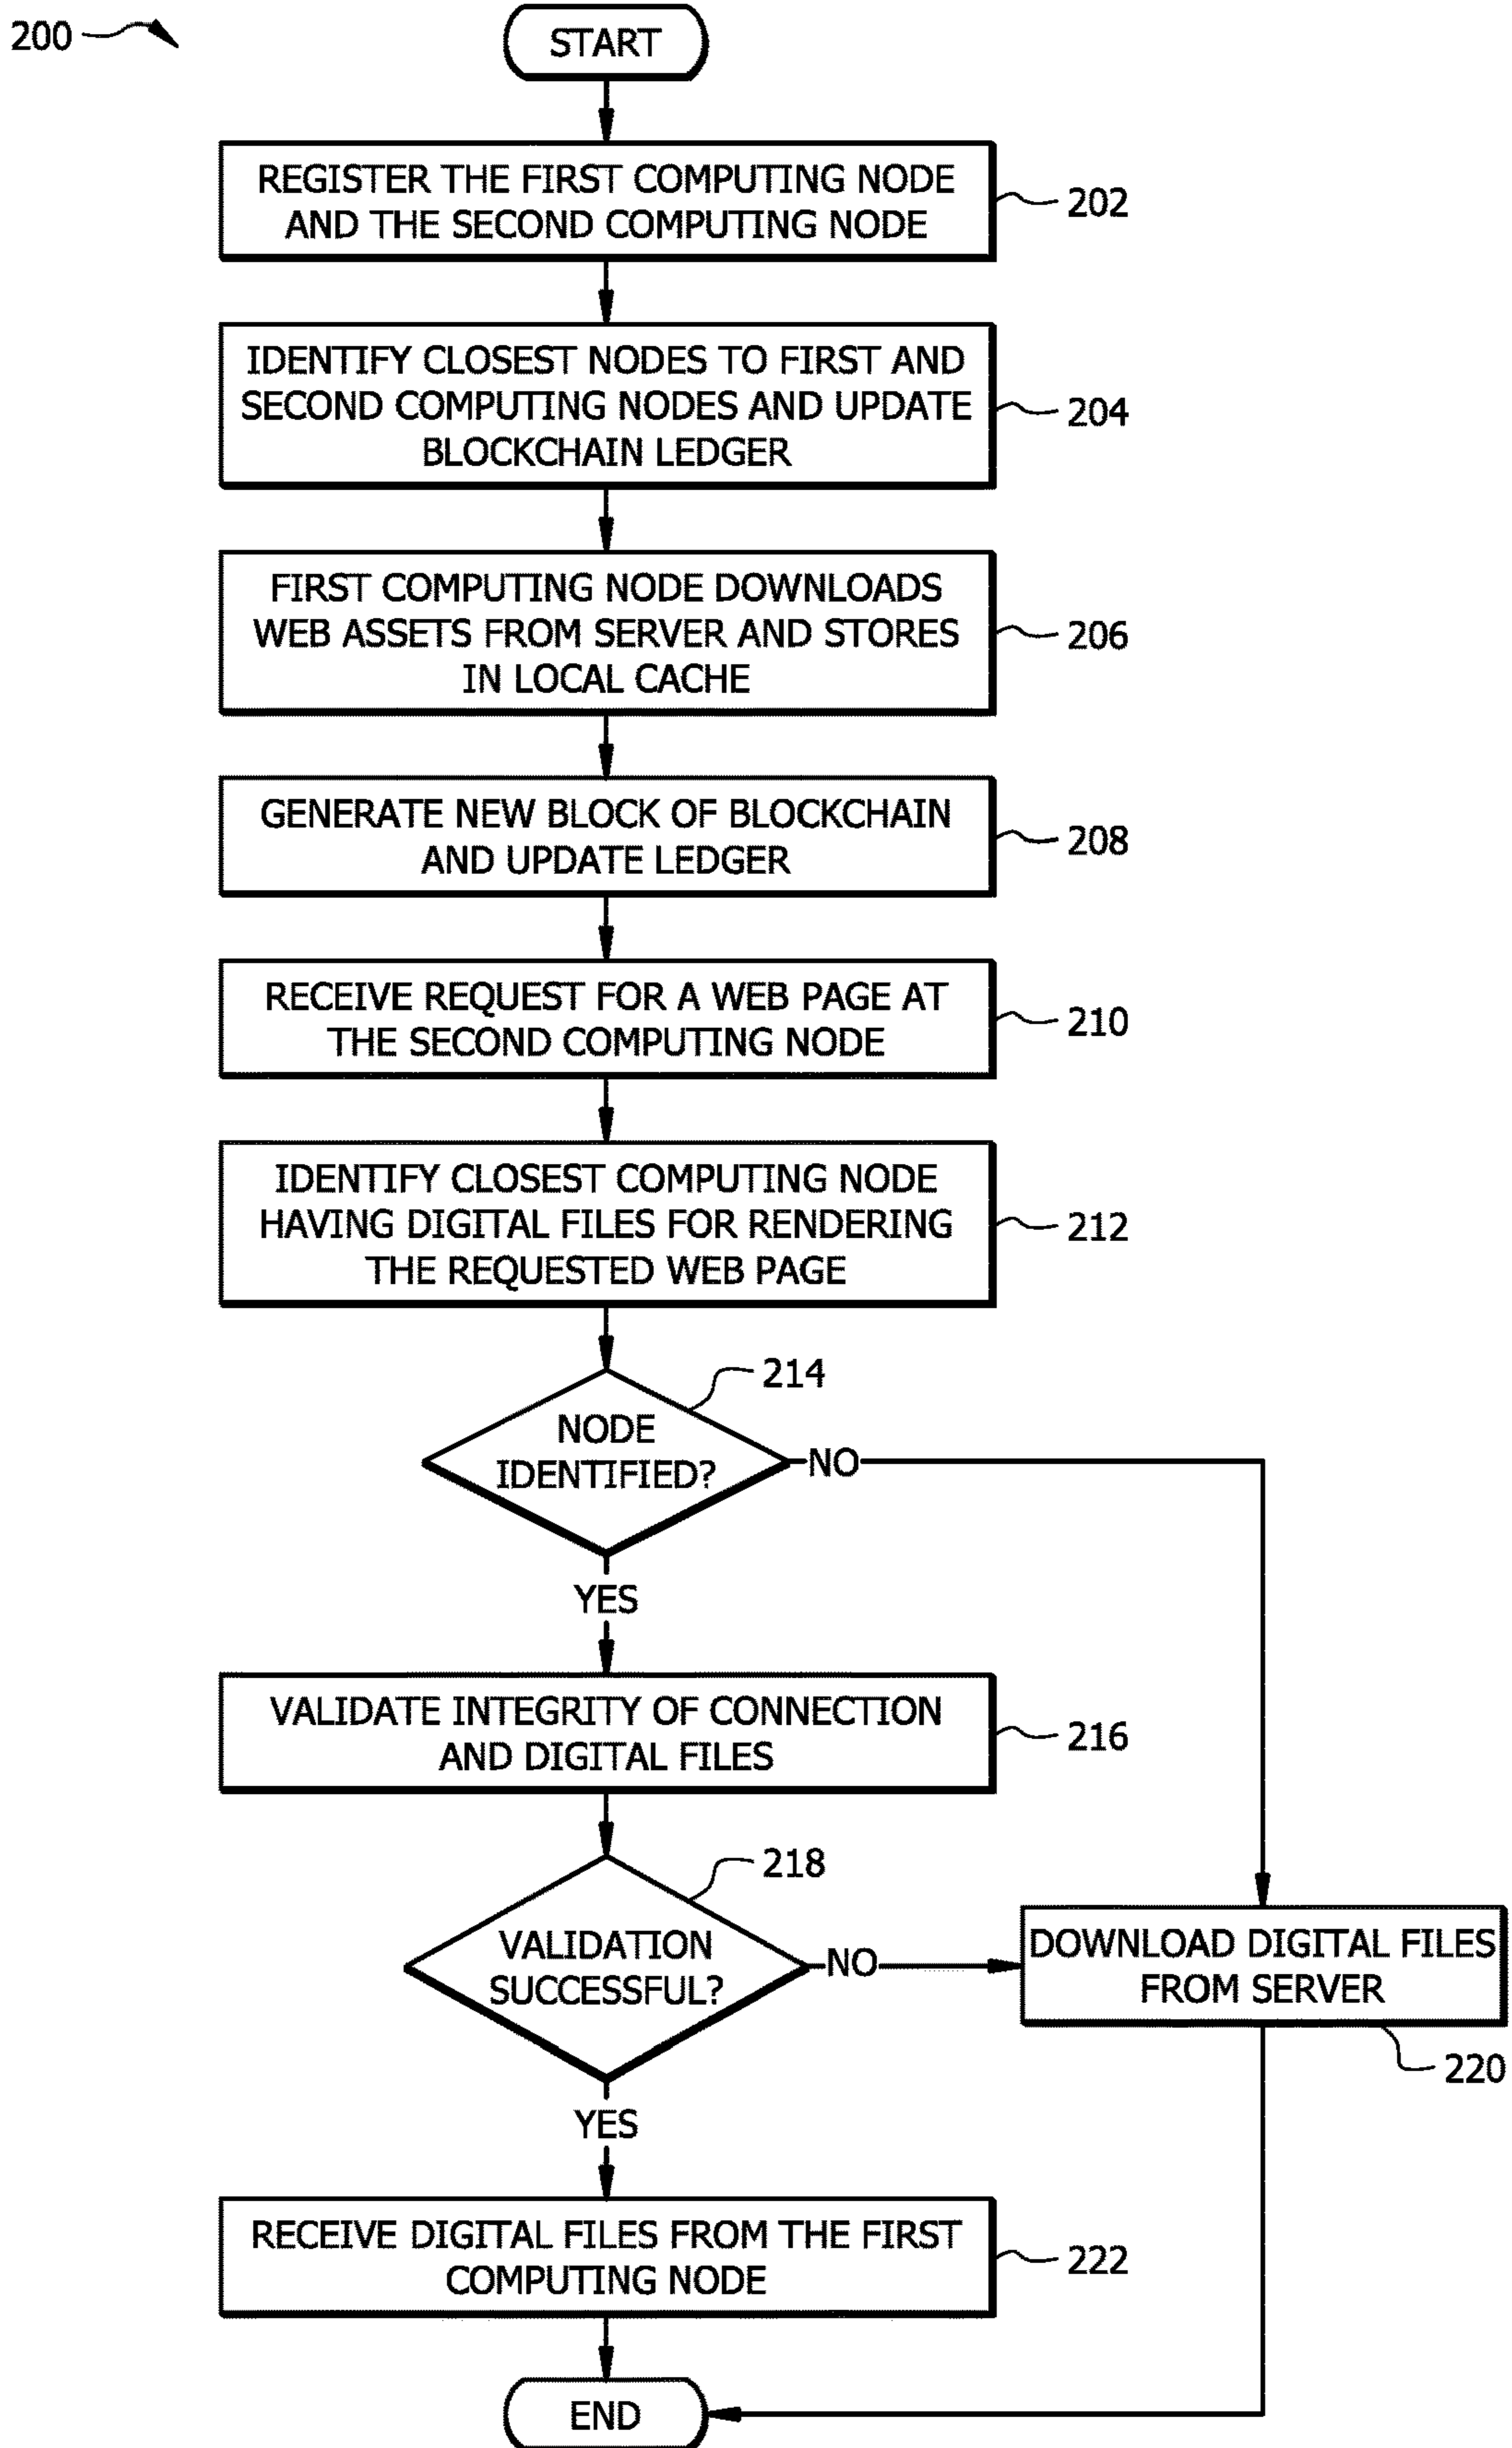 200
START
REGISTER THE FIRST COMPUTING NODE
AND THE SECOND COMPUTING NODE
202
IDENTIFY CLOSEST NODES TO FIRST AND
SECOND COMPUTING NODES AND UPDATE
BLOCKCHAIN LEDGER
204
FIRST COMPUTING NODE DOWNLOADS
WEB ASSETS FROM SERVER AND STORES
IN LOCAL CACHE
206
GENERATE NEW BLOCK OF BLOCKCHAIN
AND UPDATE LEDGER
208
RECEIVE REQUEST FOR A WEB PAGE AT
THE SECOND COMPUTING NODE
210
IDENTIFY CLOSEST COMPUTING NODE
HAVING DIGITAL FILES FOR RENDERING
THE REQUESTED WEB PAGE
212
214
NODE
IDENTIFIED?
NO
YES
VALIDATE INTEGRITY OF CONNECTION
AND DIGITAL FILES
216
218
VALIDATION
SUCCESSFUL?
NO
DOWNLOAD DIGITAL FILES
FROM SERVER
220
YES
RECEIVE DIGITAL FILES FROM THE FIRST
COMPUTING NODE
222
END